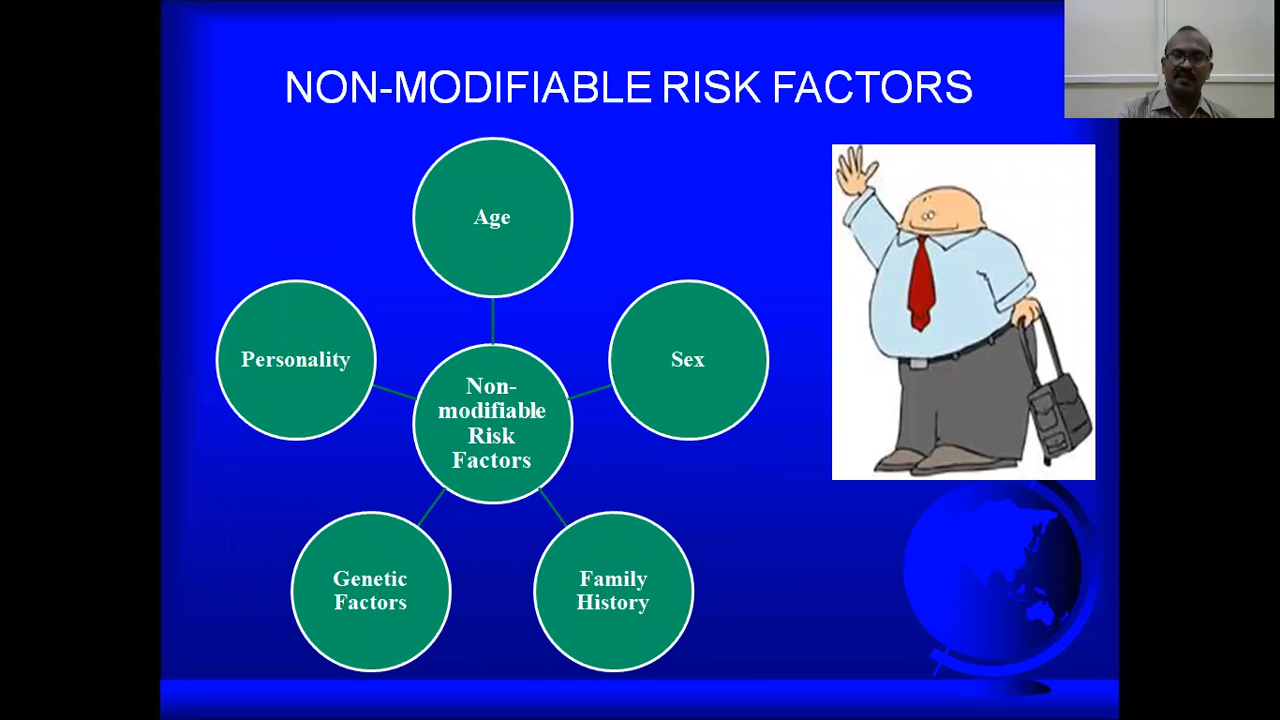 NON-MODIFIABLE RISK FACTORS
Age
Personality
Sex
Non-
modifiable
Risk
Factors
Genetic
Factors
Family
History